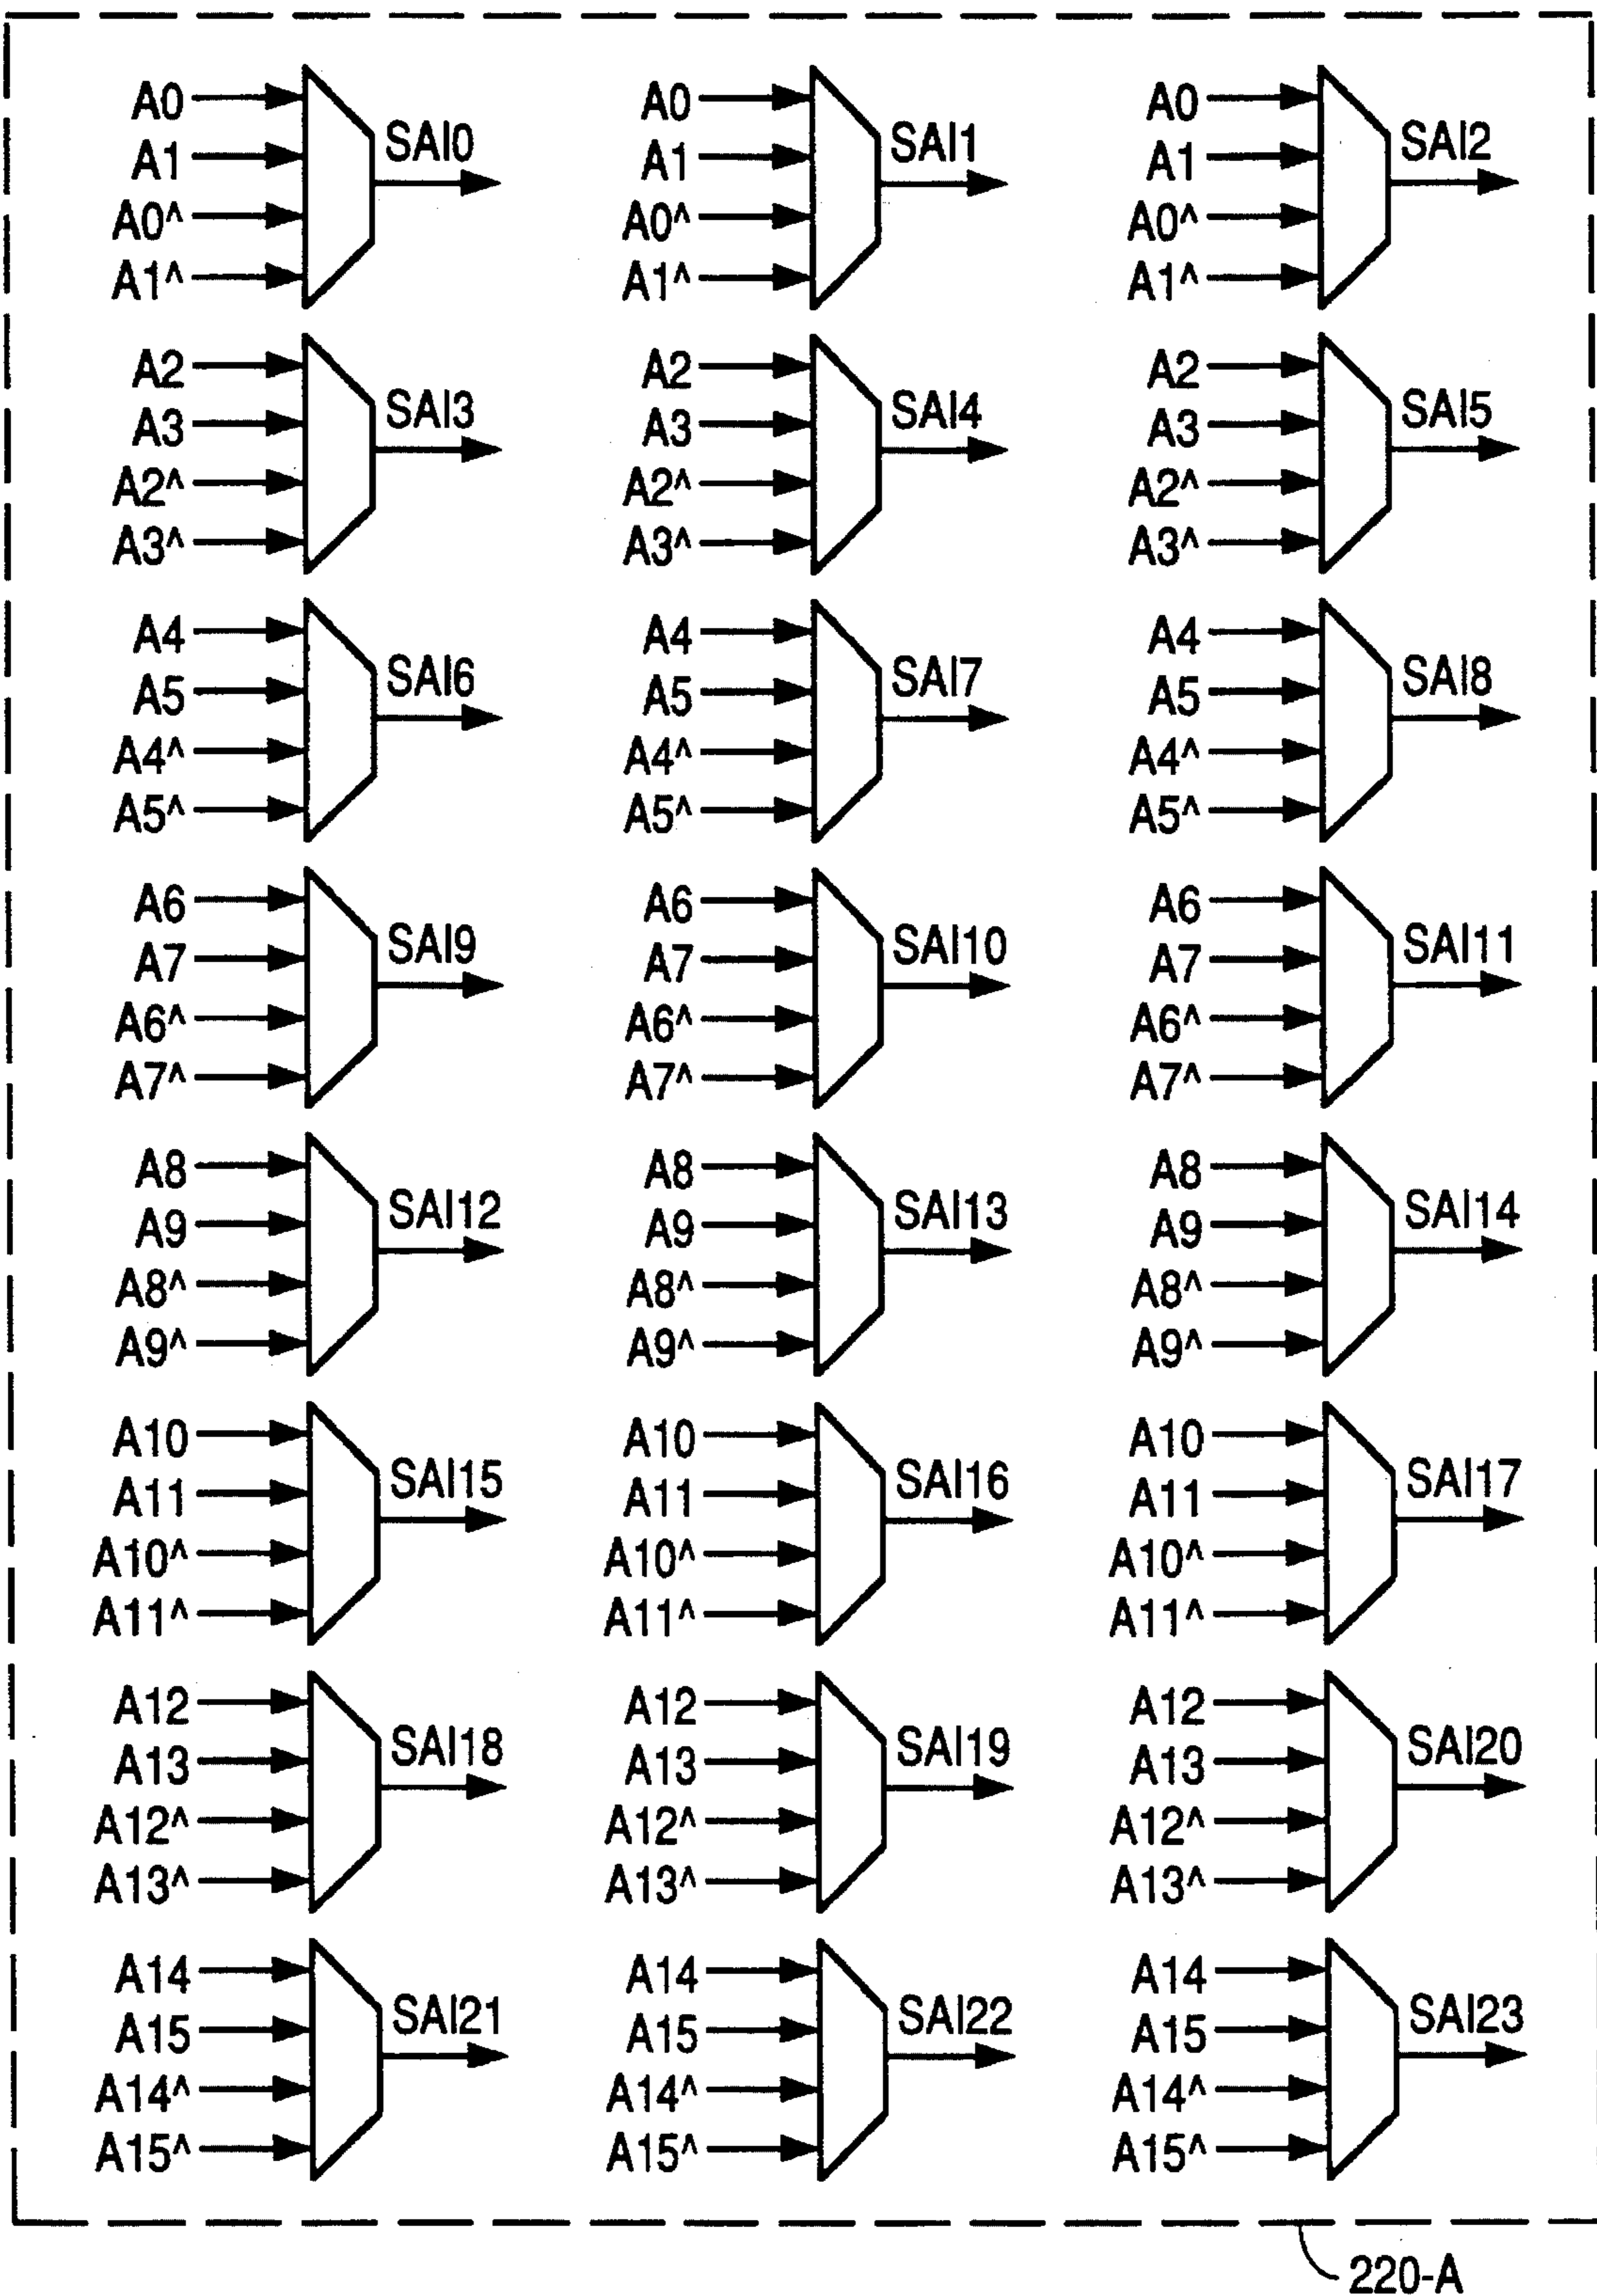 A0 A0 A0
SAI0 SAI1 SAI2
A1 A1 A1
A0^ A0^ A0^
A1^ A1^ A1^
A2 A2 A2
SAI3 SAI4 SAI5
A3 A3 A3
A2^ A2^ A2^
A3^ A3^ A3^
A4 A4 A4
SAI6 SAI7 SAI8
A5 A5 A5
A4^ A4^ A4^
A5^ A5^ A5^
A6 A6 A6
SAI9 SAI10 SAI11
A7 A7 A7
A6^ A6^ A6^
A7^ A7^ A7^
A8 A8 A8
SAI12 SAI13 SAI14
A9 A9 A9
A8^ A8^ A8^
A9^ A9^ A9^
A10 A10 A10
SAI15 SAI16 SAI17
A11 A11 A11
A10^ A10^ A10^
A11^ A11^ A11^
A12 A12 A12
SAI18 SAI19 SAI20
A13 A13 A13
A12^ A12^ A12^
A13^ A13^ A13^
A14 A14 A14
SAI21 SAI22 SAI23
A15 A15 A15
A14^ A14^ A14^
A15^ A15^ A15^
220-A